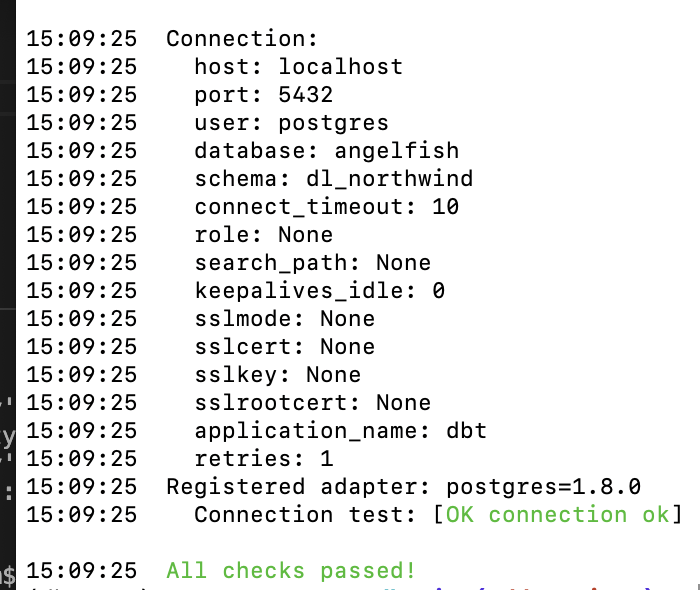 15:09:25  Connection:
15:09:25    host: localhost
15:09:25    port: 5432
15:09:25    user: postgres
15:09:25    database: angelfish
15:09:25    schema: dl_northwind
15:09:25    connect_timeout: 10
15:09:25    role: None
15:09:25    search_path: None
15:09:25    keepalives_idle: 0
15:09:25    sslmode: None
15:09:25    sslcert: None
15:09:25    sslkey: None
15:09:25    sslrootcert: None
15:09:25    application_name: dbt
15:09:25    retries: 1
15:09:25  Registered adapter: postgres=1.8.0
15:09:25    Connection test: [OK connection ok]
15:09:25  All checks passed!